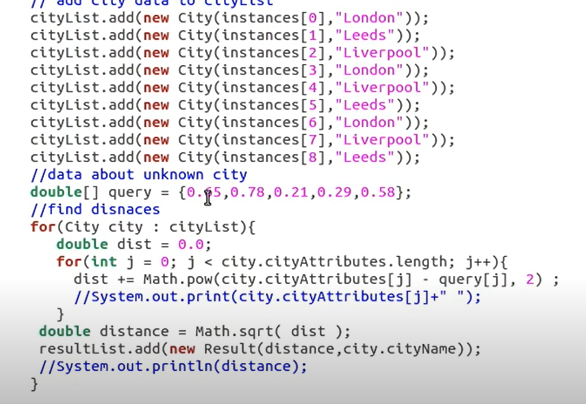 // add city data to cityList
cityList.add(new City(instances[0],"London"));
cityList.add(new City(instances[1],"Leeds"));
cityList.add(new City(instances[2],"Liverpool"));
cityList.add(new City(instances[3],"London"));
cityList.add(new City(instances[4],"Liverpool"));
cityList.add(new City(instances[5],"Leeds"));
cityList.add(new City(instances[6],"London"));
cityList.add(new City(instances[7],"Liverpool"));
cityList.add(new City(instances[8],"Leeds"));
//data about unknown city
double[] query = {0.65,0.78,0.21,0.29,0.58};
//find disnaces
for(City city : cityList){
double dist = 0.0;
for(int j = 0; j < city.cityAttributes.length; j++){
dist += Math.pow(city.cityAttributes[j] - query[j], 2) ;
//System.out.print(city.cityAttributes[j]+" ");
}
double distance = Math.sqrt( dist );
resultList.add(new Result(distance,city.cityName));
//System.out.println(distance);
}